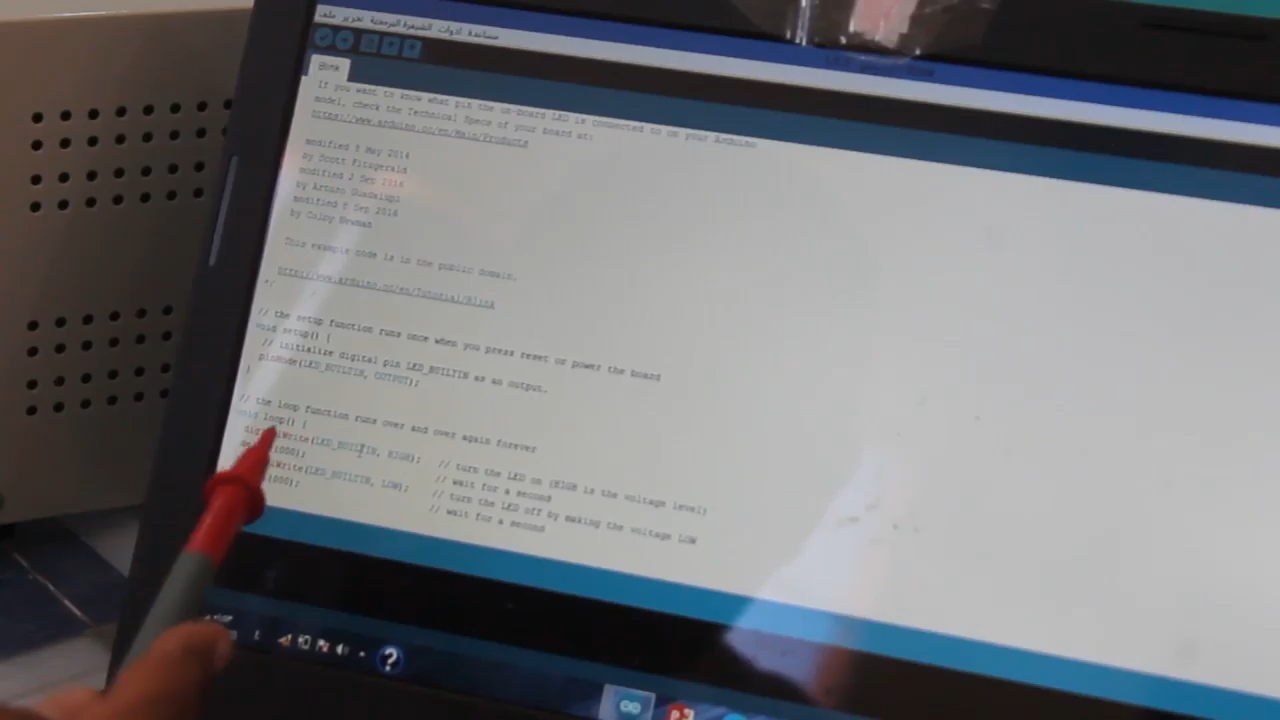 ملف تحرير الشيفرة البرمجية أدوات مساعدة
Blink
If you want to know what pin the on-board LED is connected to on your Arduino
model, check the Technical Specs of your board at:
https://www.arduino.cc/en/Main/Products
modified 8 May 2014
by Scott Fitzgerald
modified 2 Sep 2016
by Arturo Guadalupi
modified 8 Sep 2016
by Colby Newman
This example code is in the public domain.
http://www.arduino.cc/en/Tutorial/Blink
*/
// the setup function runs once when you press reset or power the board
void setup() {
// initialize digital pin LED_BUILTIN as an output.
pinMode(LED_BUILTIN, OUTPUT);
}
// the loop function runs over and over again forever
void loop() {
(LED_BUILTIN, HIGH); // turn the LED on (HIGH is the voltage level)
(1000); // wait for a second
(LED_BUILTIN, LOW); // turn the LED off by making the voltage LOW
(1000); // wait for a second
?